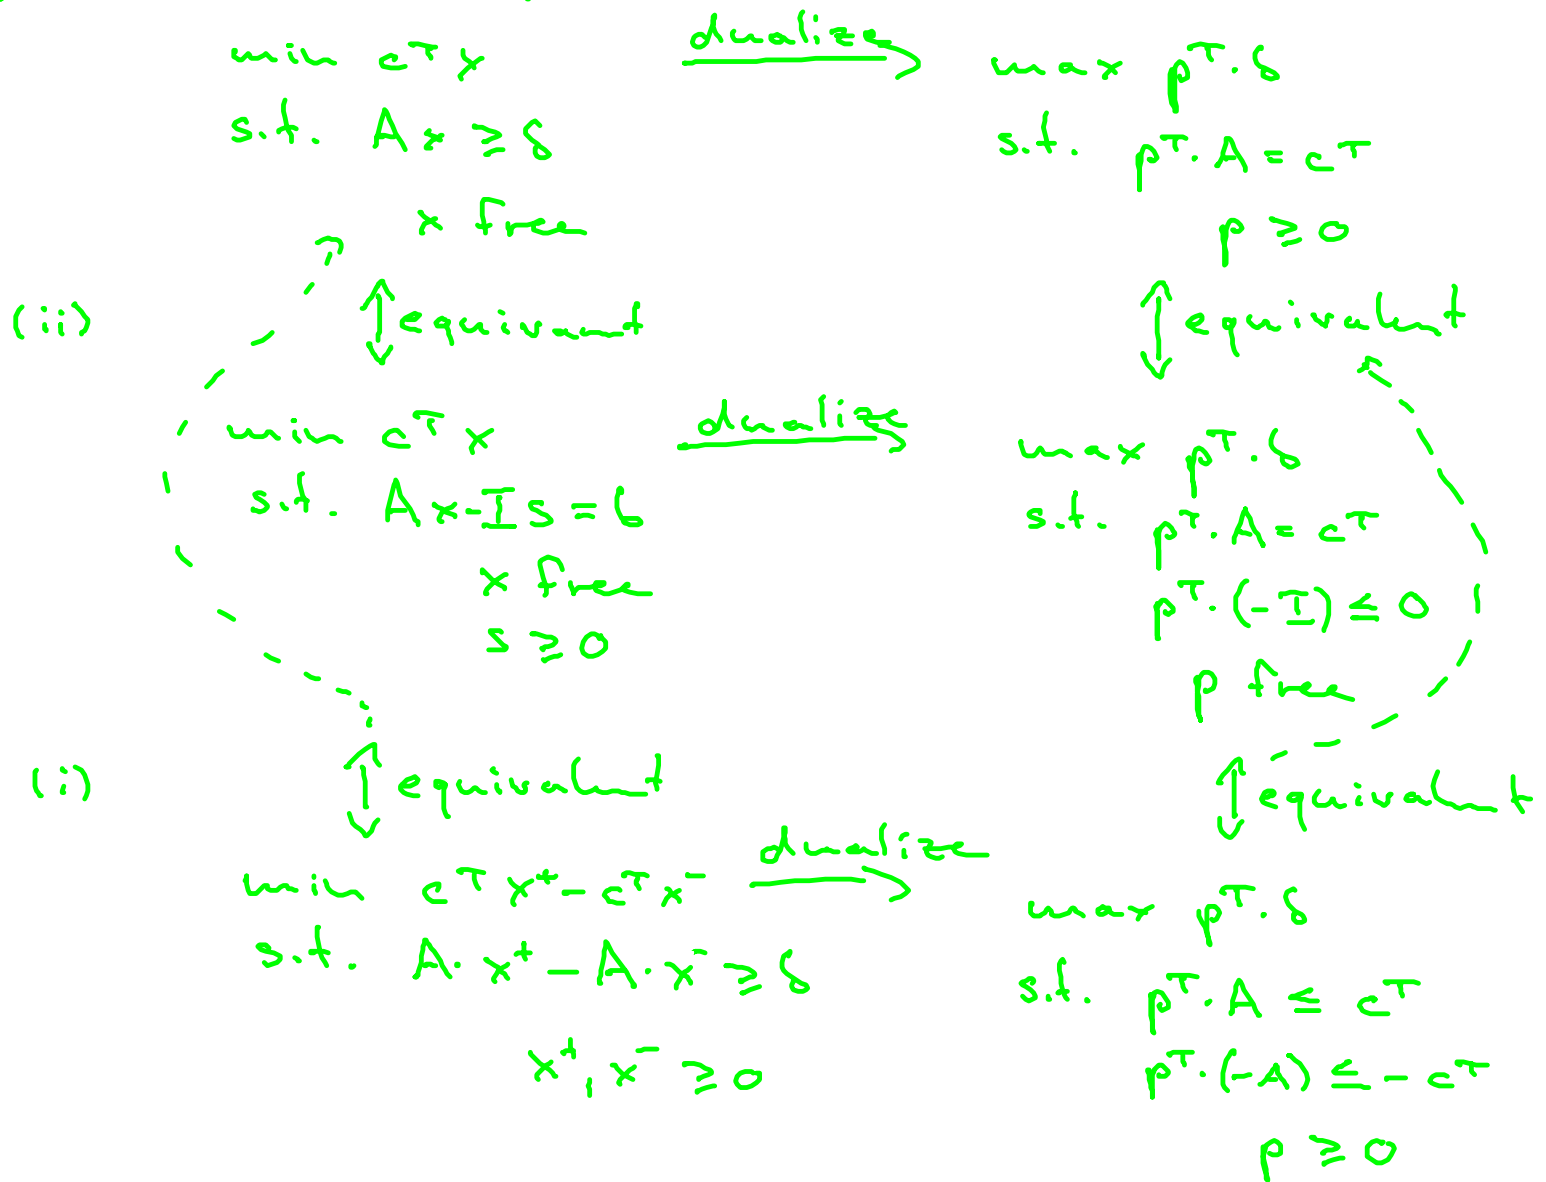 min cᵀx dualize max pᵀ·b
s.t. Ax ≥ b s.t. pᵀ·A = cᵀ
x free p ≥ 0
(ii) ↕ equivalent ↕ equivalent
min cᵀx dualize max pᵀ·b
s.t. Ax - Is = b s.t. pᵀ·A = cᵀ
x free pᵀ·(-I) ≤ 0
s ≥ 0 p free
(i) ↕ equivalent ↕ equivalent
min cᵀx⁺ - cᵀx⁻ dualize max pᵀ·b
s.t. A·x⁺ - A·x⁻ ≥ b s.t. pᵀ·A ≤ cᵀ
x⁺, x⁻ ≥ 0 pᵀ·(-A) ≤ -cᵀ
p ≥ 0